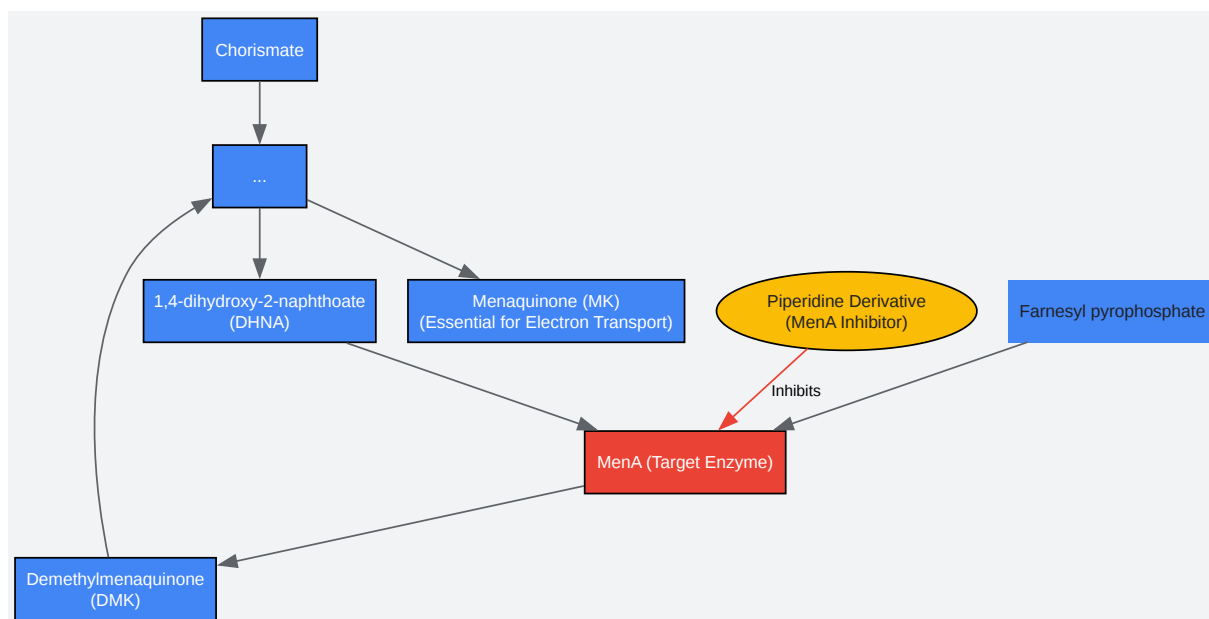 Chorismate
...
1,4-dihydroxy-2-naphthoate
(DHNA)
Menaquinone (MK)
(Essential for Electron Transport)
Piperidine Derivative
(MenA Inhibitor)
Farnesyl pyrophosphate
Inhibits
MenA (Target Enzyme)
Demethylmenaquinone
(DMK)